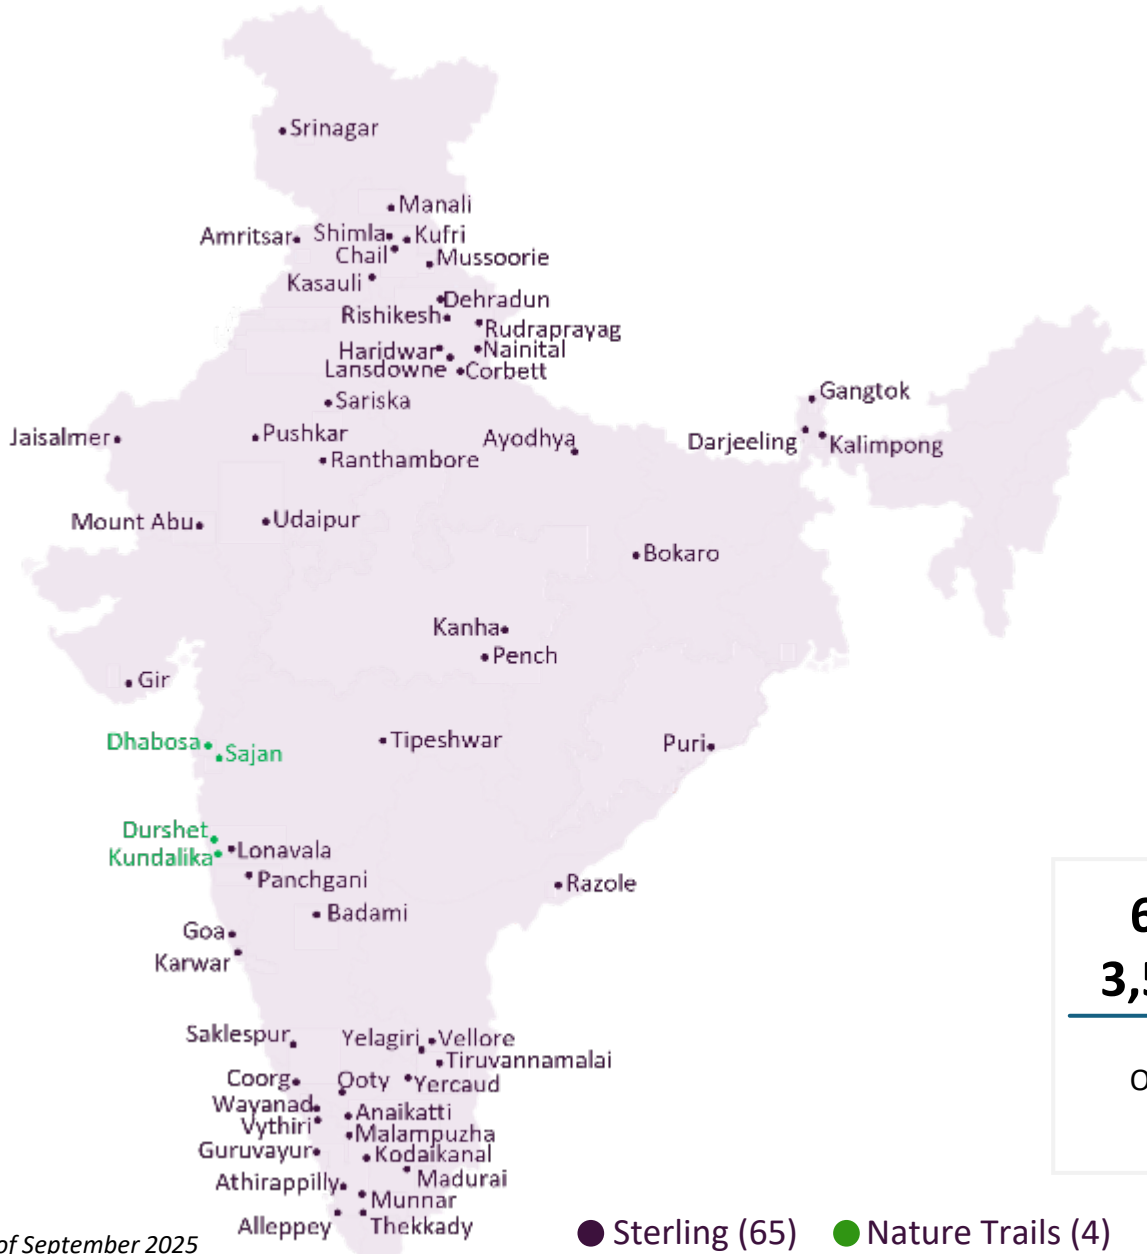 Srinagar
Manali
Amritsar
Shimla
Kufri
Chail
Mussoorie
Kasauli
Dehradun
Rishikesh
Rudraprayag
Haridwar
Nainital
Lansdowne
Corbett
Sariska
Gangtok
Jaisalmer
Pushkar
Ayodhya
Darjeeling
Kalimpong
Ranthambore
Mount Abu
Udaipur
Bokaro
Kanha
Pench
Gir
Dhabosa
Sajan
Tipeshwar
Puri
Durshet
Kundalika
Lonavala
Panchgani
Razole
Badami
Goa
Karwar
6
3,5
Saklespur
Yelagiri
Vellore
Tiruvannamalai
Coorg
Ooty
Yercaud
O
Wayanad
Anaikatti
Vythiri
Malampuzha
Guruvayur
Kodaikanal
Madurai
Athirappilly
Munnar
Alleppey
Thekkady
of September 2025
Sterling (65)
Nature Trails (4)